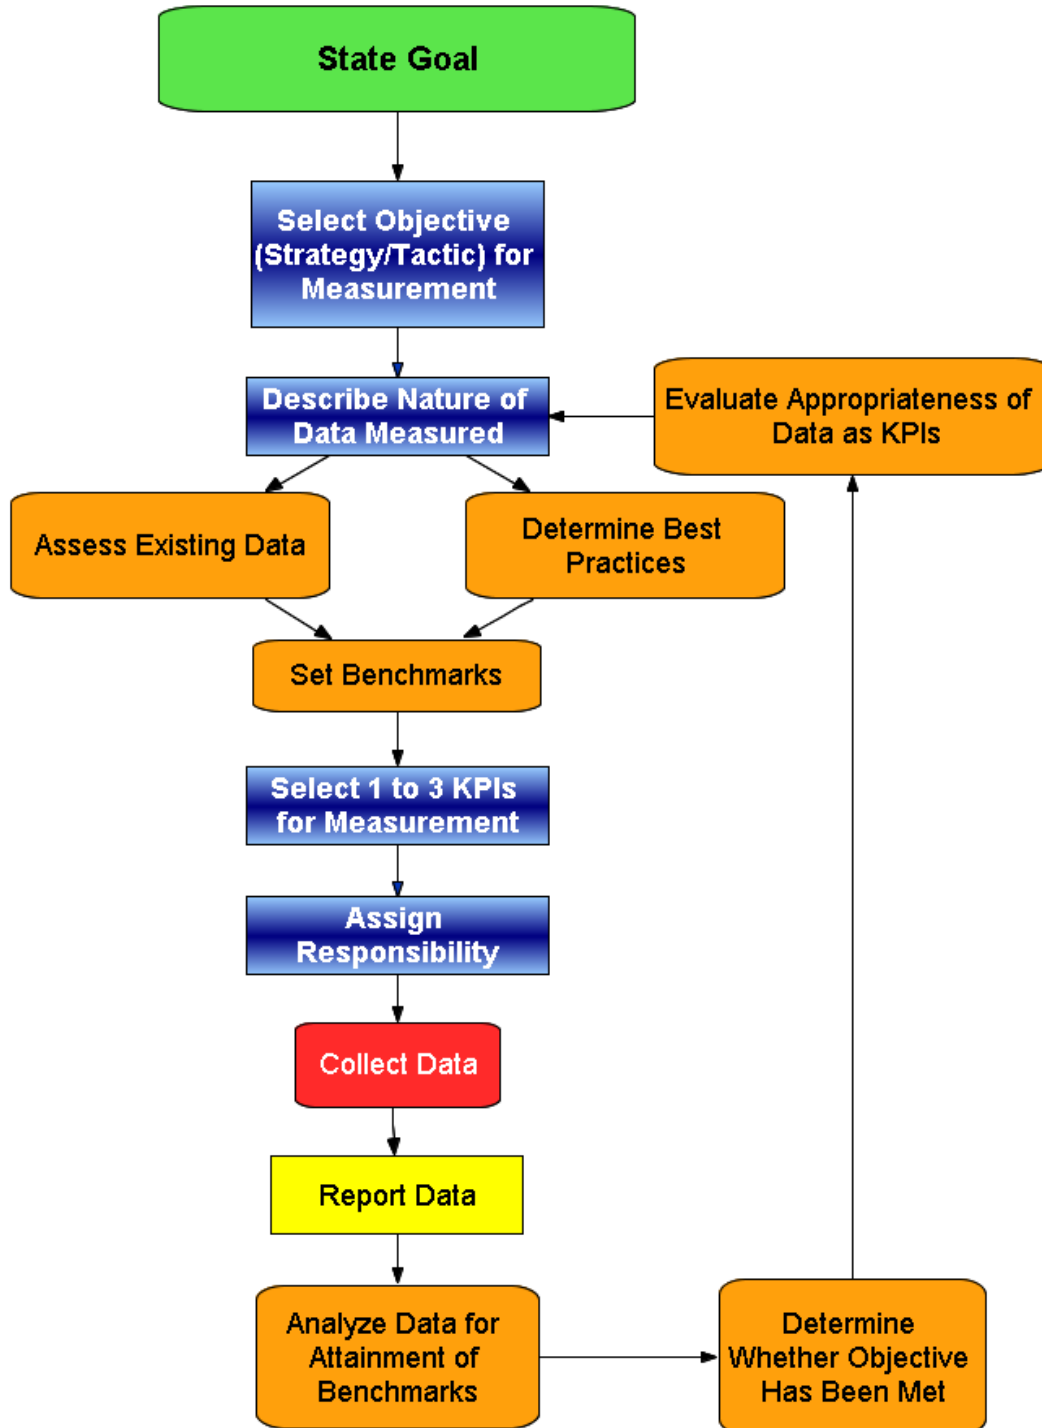 State Goal
Select Objective
(Strategy/Tactic) for
Measurement
Describe Nature of
Data Measured
Evaluate Appropriateness of
Data as KPIs
Assess Existing Data
Determine Best
Practices
Set Benchmarks
Select 1 to 3 KPIs
for Measurement
Assign
Responsibility
Collect Data
Report Data
Analyze Data for
Attainment of
Benchmarks
Determine
Whether Objective
Has Been Met